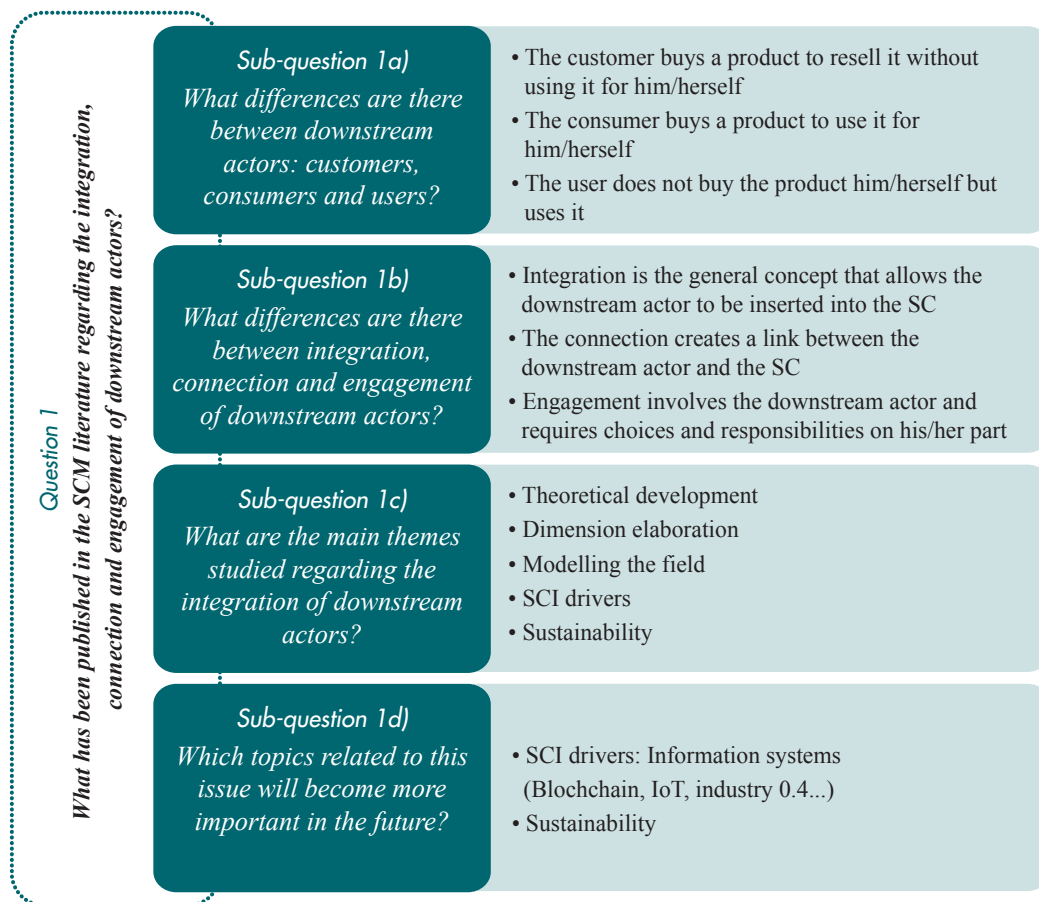 Question 1
What has been published in the SCM literature regarding the integration,
connection and engagement of downstream actors?
Sub-question 1a)
What differences are there
between downstream
actors: customers,
consumers and users?
• The customer buys a product to resell it without
using it for him/herself
• The consumer buys a product to use it for
him/herself
• The user does not buy the product him/herself but
uses it
Sub-question 1b)
What differences are there
between integration,
connection and engagement
of downstream actors?
• Integration is the general concept that allows the
downstream actor to be inserted into the SC
• The connection creates a link between the
downstream actor and the SC
• Engagement involves the downstream actor and
requires choices and responsibilities on his/her part
Sub-question 1c)
What are the main themes
studied regarding the
integration of downstream
actors?
• Theoretical development
• Dimension elaboration
• Modelling the field
• SCI drivers
• Sustainability
Sub-question 1d)
Which topics related to this
issue will become more
important in the future?
• SCI drivers: Information systems
(Blochchain, IoT, industry 0.4...)
• Sustainability